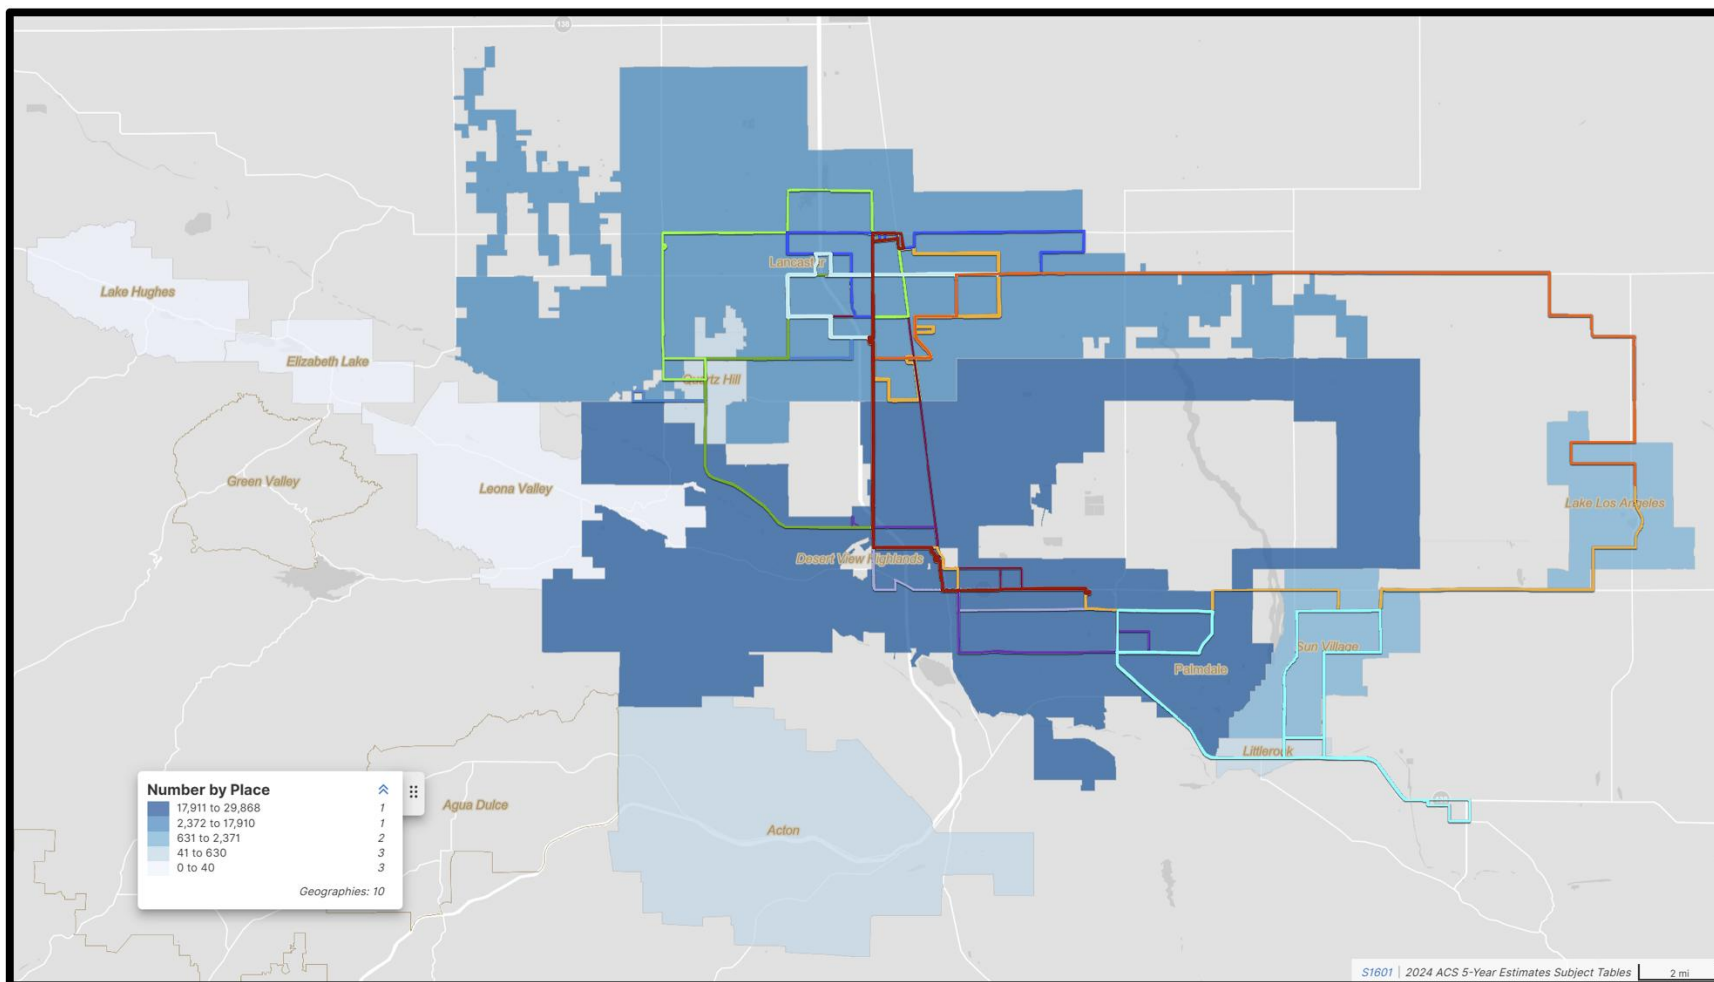 138
Lancaster
Lake Hughes
Elizabeth Lake
Quartz Hill
Green Valley
Leona Valley
Lake Los Angeles
Desert View Highlands
Sun Village
Palmdale
Littlerock
Acton
Agua Dulce
Number by Place
17,911 to 29,868 1
2,372 to 17,910 1
631 to 2,371 2
41 to 630 3
0 to 40 3
Geographies: 10
S1601 | 2024 ACS 5-Year Estimates Subject Tables
2 mi